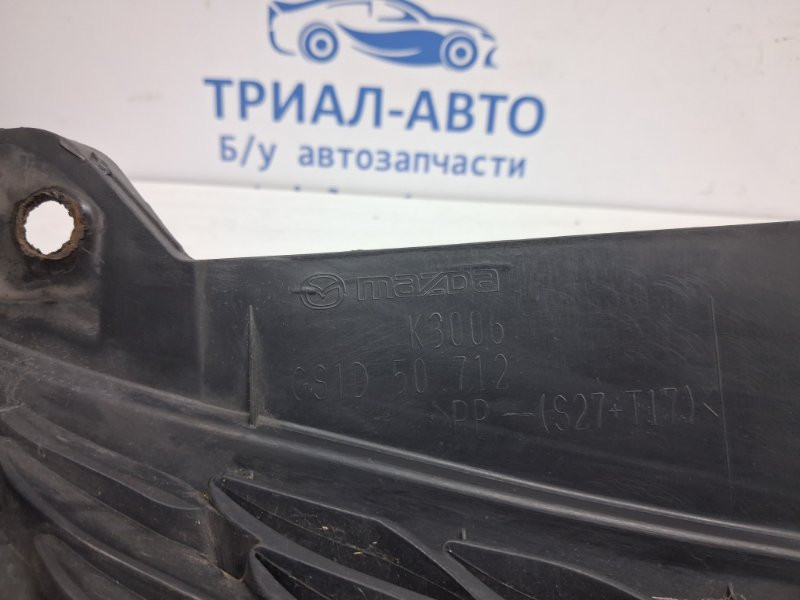 ТРИАЛ-АВТО
Б/у автозапчасти
mazda
K3006
GS1D 50 712
>PP-(S27+T17)<